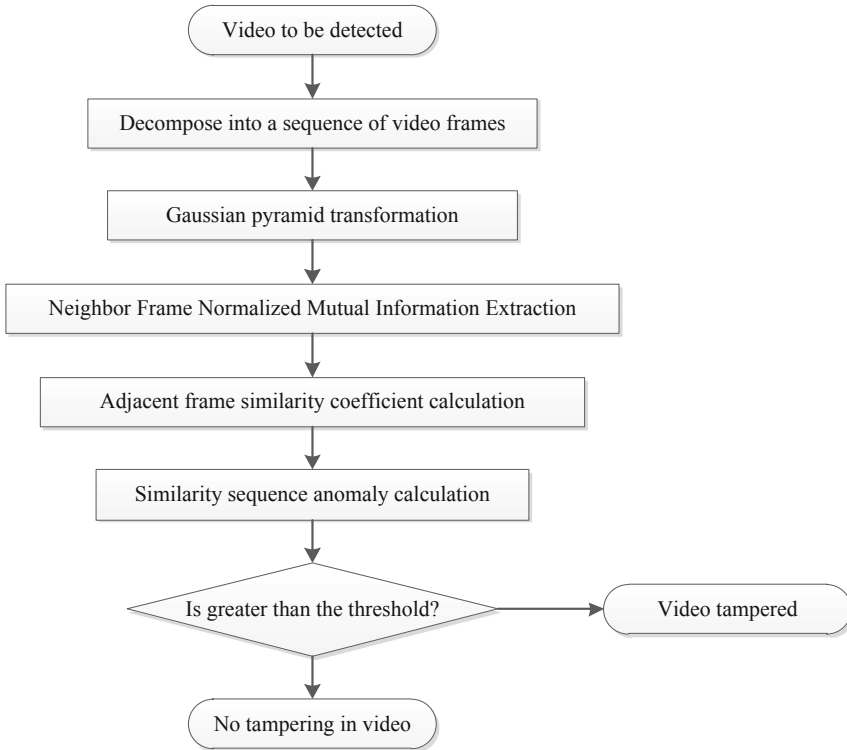 Video to be detected
Decompose into a sequence of video frames
Gaussian pyramid transformation
Neighbor Frame Normalized Mutual Information Extraction
Adjacent frame similarity coefficient calculation
Similarity sequence anomaly calculation
Is greater than the threshold?
Video tampered
No tampering in video